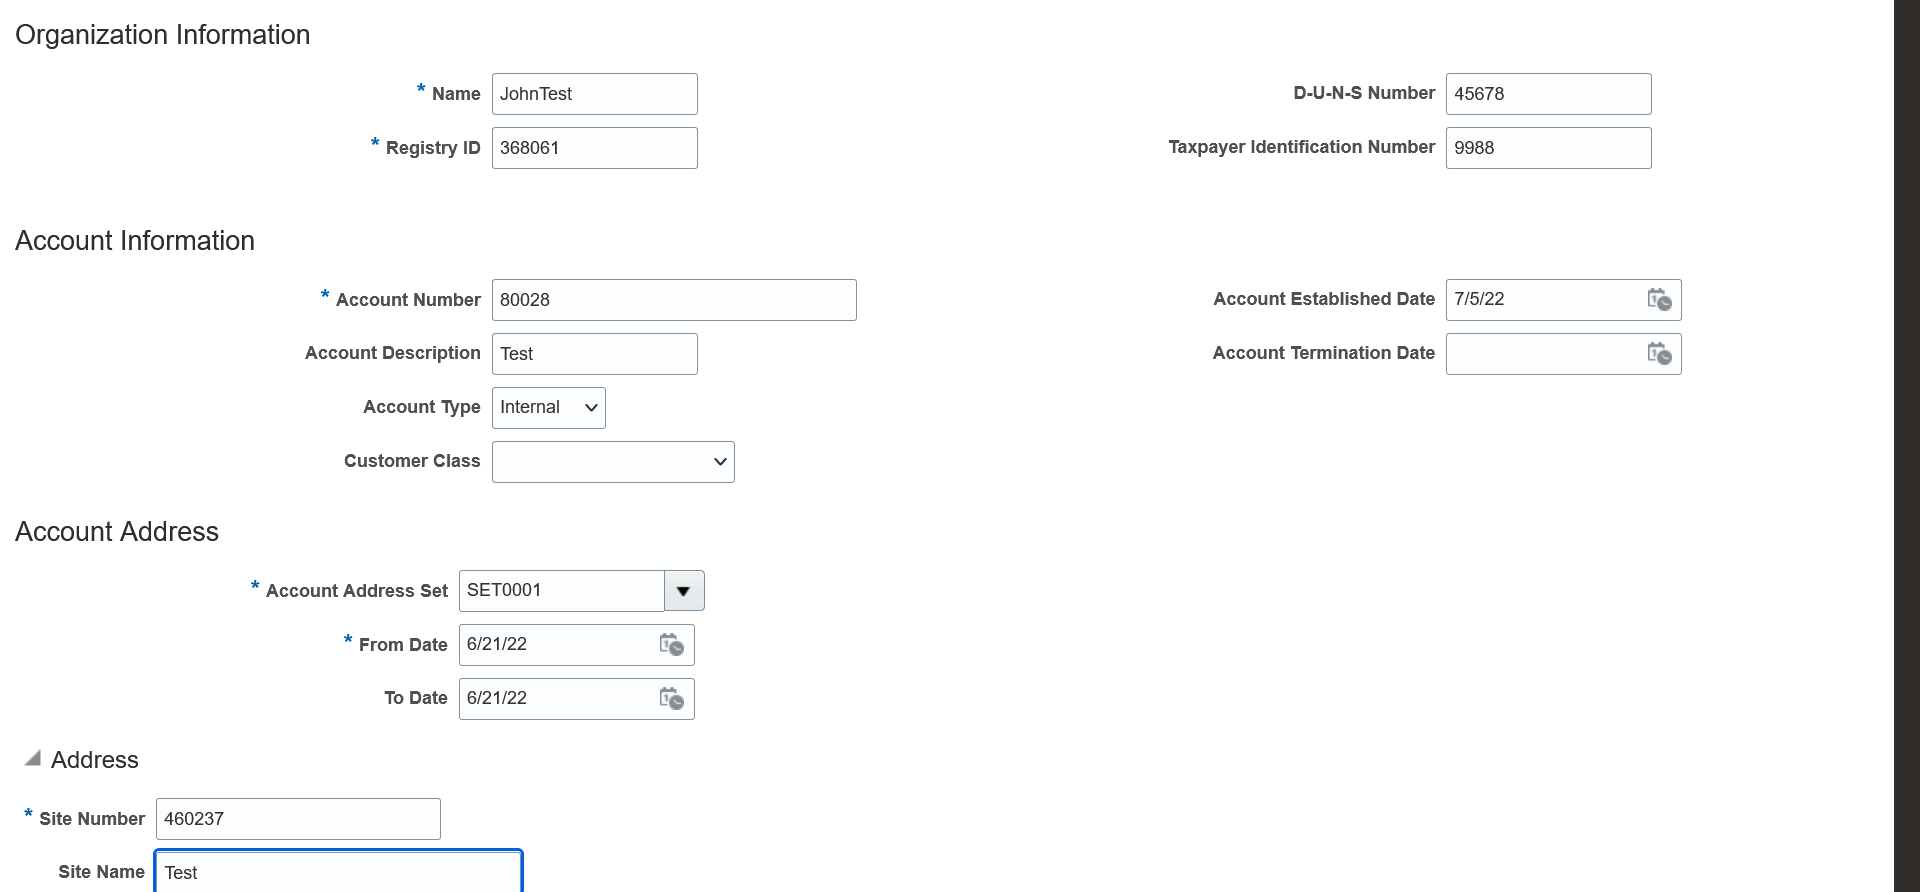 Organization Information
* Name JohnTest
D-U-N-S Number 45678
* Registry ID 368061
Taxpayer Identification Number 9988
Account Information
* Account Number 80028
Account Established Date 7/5/22
Account Description Test
Account Termination Date
Account Type Internal
Customer Class
Account Address
* Account Address Set SET0001
* From Date 6/21/22
To Date 6/21/22
Address
* Site Number 460237
Site Name Test